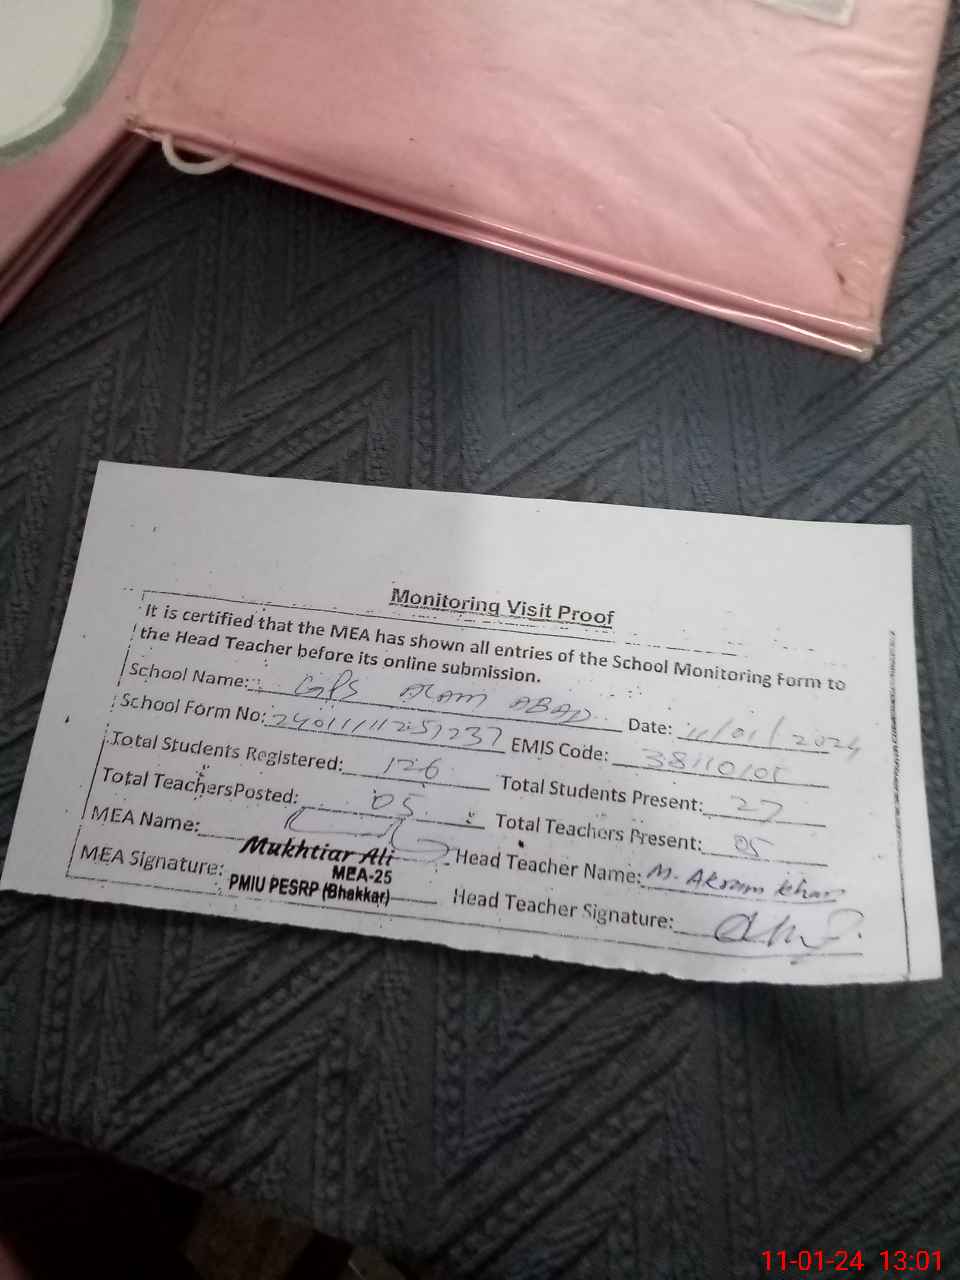 Monitoring Visit Proof
It is certified that the MEA has shown all entries of the School Monitoring Form to
the Head Teacher before its online submission.
School Name: GPS ALAM ABAD Date: 11/01/2024
School Form No: 2401111125 237 EMIS Code: 38110105
Total Students Registered: 126 Total Students Present: 27
Total TeachersPosted: 05 Total Teachers Present: 05
MEA Name: Mukhtiar Ali Head Teacher Name: M. Akram Khan
MEA-25
MEA Signature: PMIU PESRP (Bhakkar) Head Teacher Signature:
11-01-24 13:01